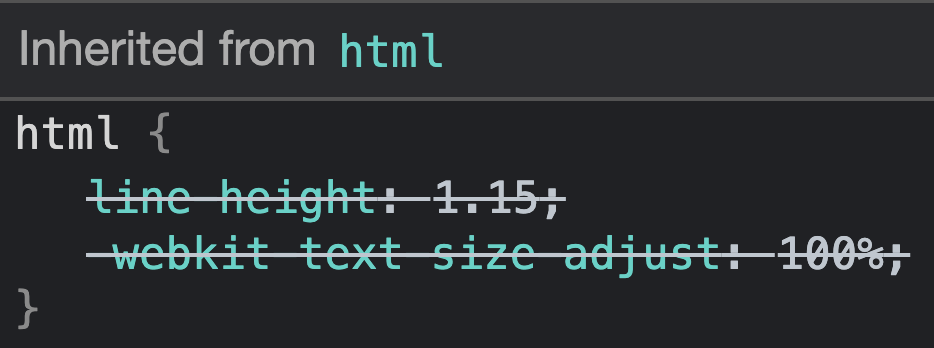 Inherited from html
html {
line-height: 1.15;
-webkit-text-size-adjust: 100%;
}